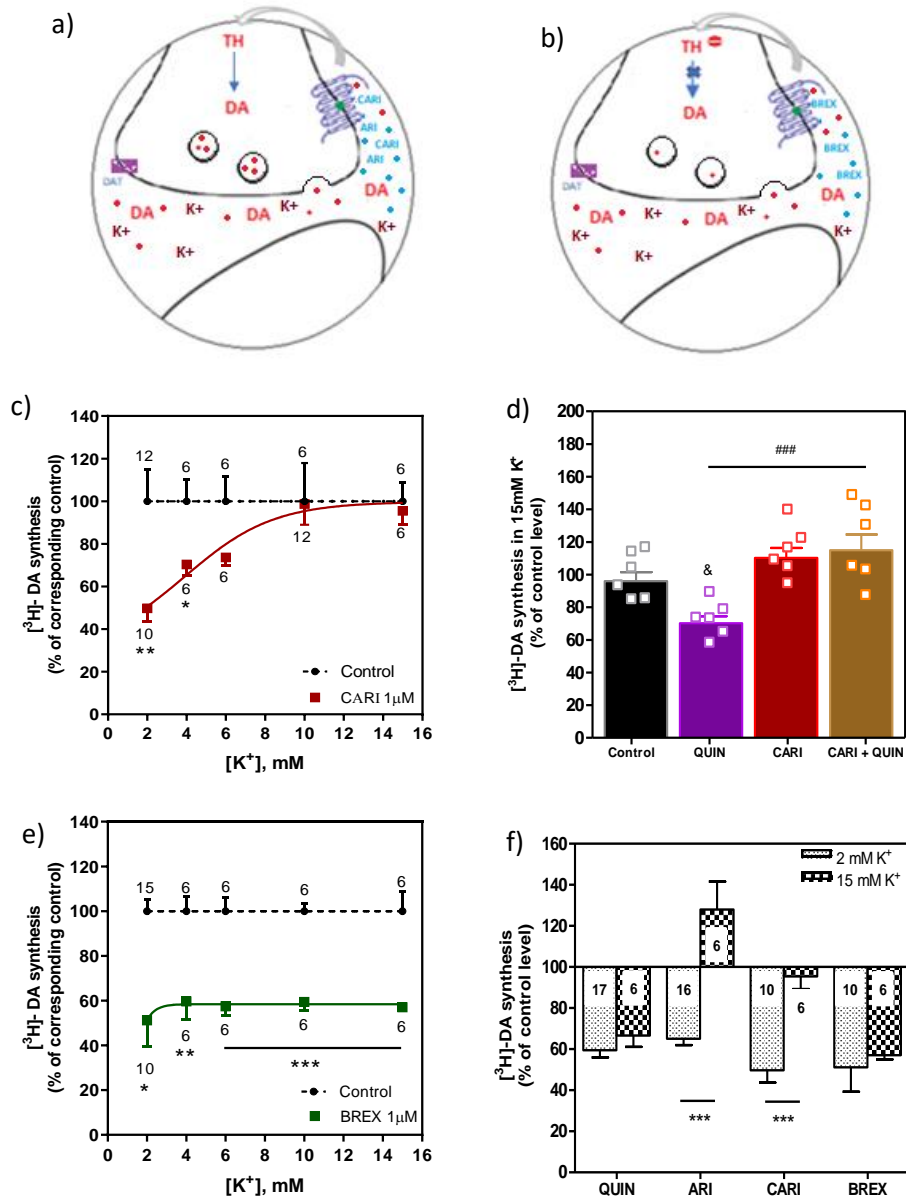 a)
TH
DA
CARI
ARI
CARI
ARI
DAT
DA
DA
DA
K+
K+
K+
K+
b)
TH
DA
BREX
BREX
BREX
DAT
DA
DA
DA
K+
K+
K+
K+
c)
[³H]- DA synthesis
(% of corresponding control)
140
120
100
80
60
40
20
0
12
6
6
6
6
10
**
6
*
6
12
6
Control
CARI 1μM
0 2 4 6 8 10 12 14 16
[K⁺], mM
d)
[³H]-DA synthesis in 15mM K⁺
(% of control level)
200
180
160
140
120
100
80
60
40
20
0
###
&
Control QUIN CARI CARI + QUIN
e)
[³H]- DA synthesis
(% of corresponding control)
140
120
100
80
60
40
20
0
15
6
6
6
6
10
*
6
**
6
6
6
***
Control
BREX 1μM
0 2 4 6 8 10 12 14 16
[K⁺], mM
f)
[³H]-DA synthesis
(% of control level)
160
140
120
100
80
60
40
20
0
2 mM K⁺
15 mM K⁺
17 6 16 6 10 6 10 6
*** ***
QUIN ARI CARI BREX